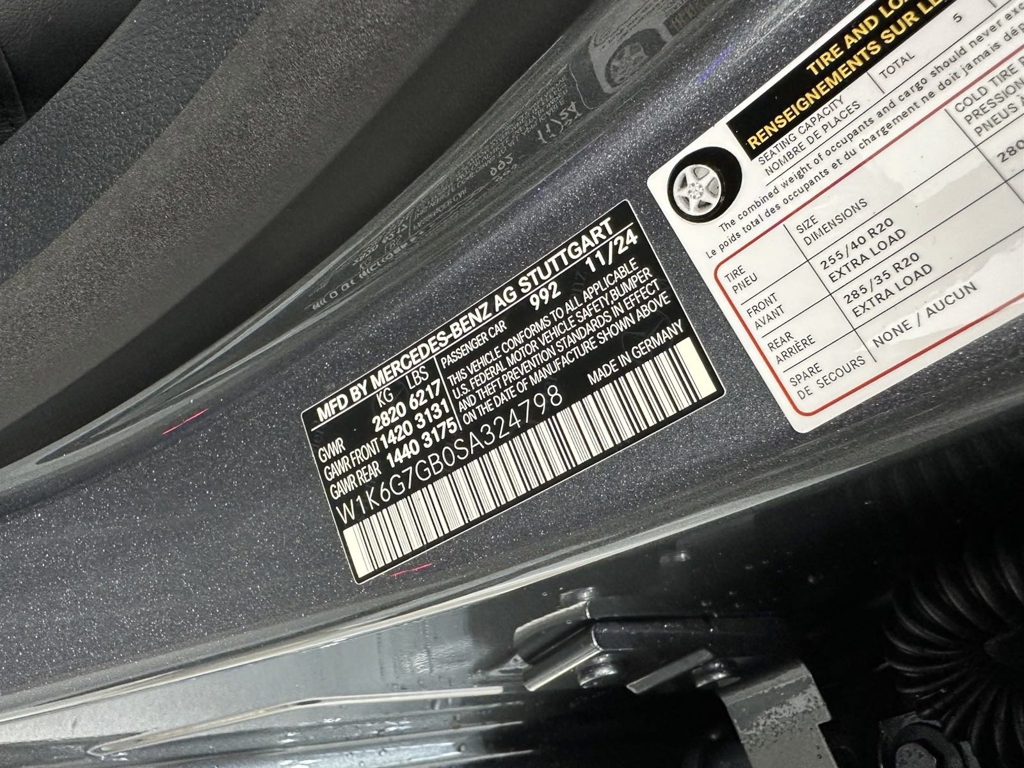 MFD BY MERCEDES-BENZ AG STUTTGART
KG LBS
GVWR 2820 6217
GAWR FRONT 1420 3131
GAWR REAR 1440 3175
PASSENGER CAR 992 11/24
THIS VEHICLE CONFORMS TO ALL APPLICABLE
U.S. FEDERAL MOTOR VEHICLE SAFETY, BUMPER
AND THEFT PREVENTION STANDARDS IN EFFECT
ON THE DATE OF MANUFACTURE SHOWN ABOVE
W1K6G7GB0SA324798
MADE IN GERMANY
TIRE AND
RENSEIGNEMENTS SUR
SEATING CAPACITY
NOMBRE DE PLACES
TOTAL 5
The combined weight of occupants and cargo should never
Le poids total des occupants et du chargement ne doit jamais
TIRE
PNEU
SIZE
DIMENSIONS
COLD TIRE
PRESSION
PNEUS
FRONT
AVANT
255/40 R20
EXTRA LOAD
280
REAR
ARRIÈRE
285/35 R20
EXTRA LOAD
SPARE
DE SECOURS
NONE / AUCUN